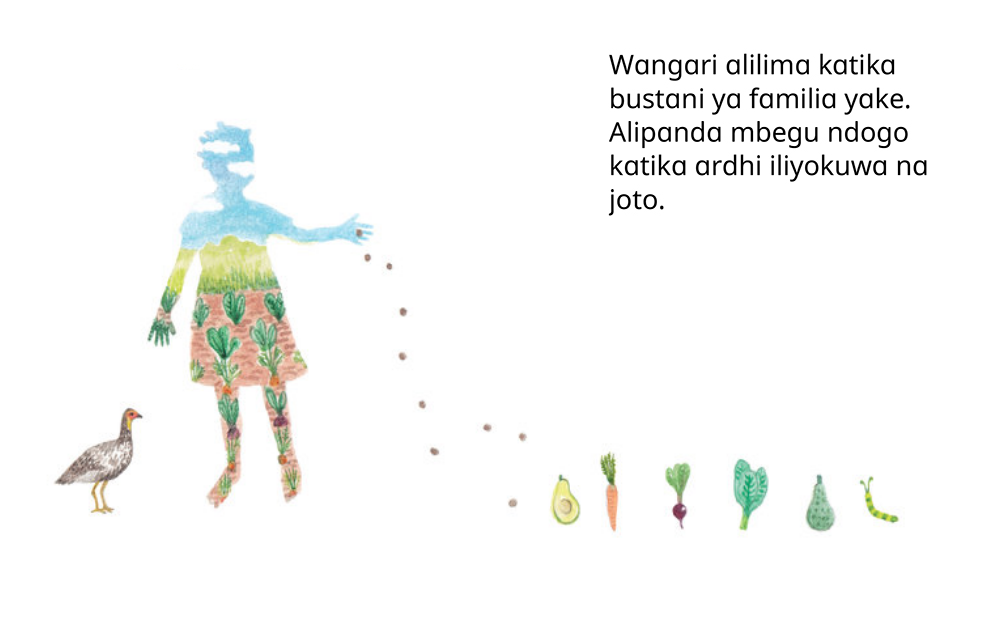 Wangari alilima katika
bustani ya familia yake.
Alipanda mbegu ndogo
katika ardhi iliyokuwa na
joto.